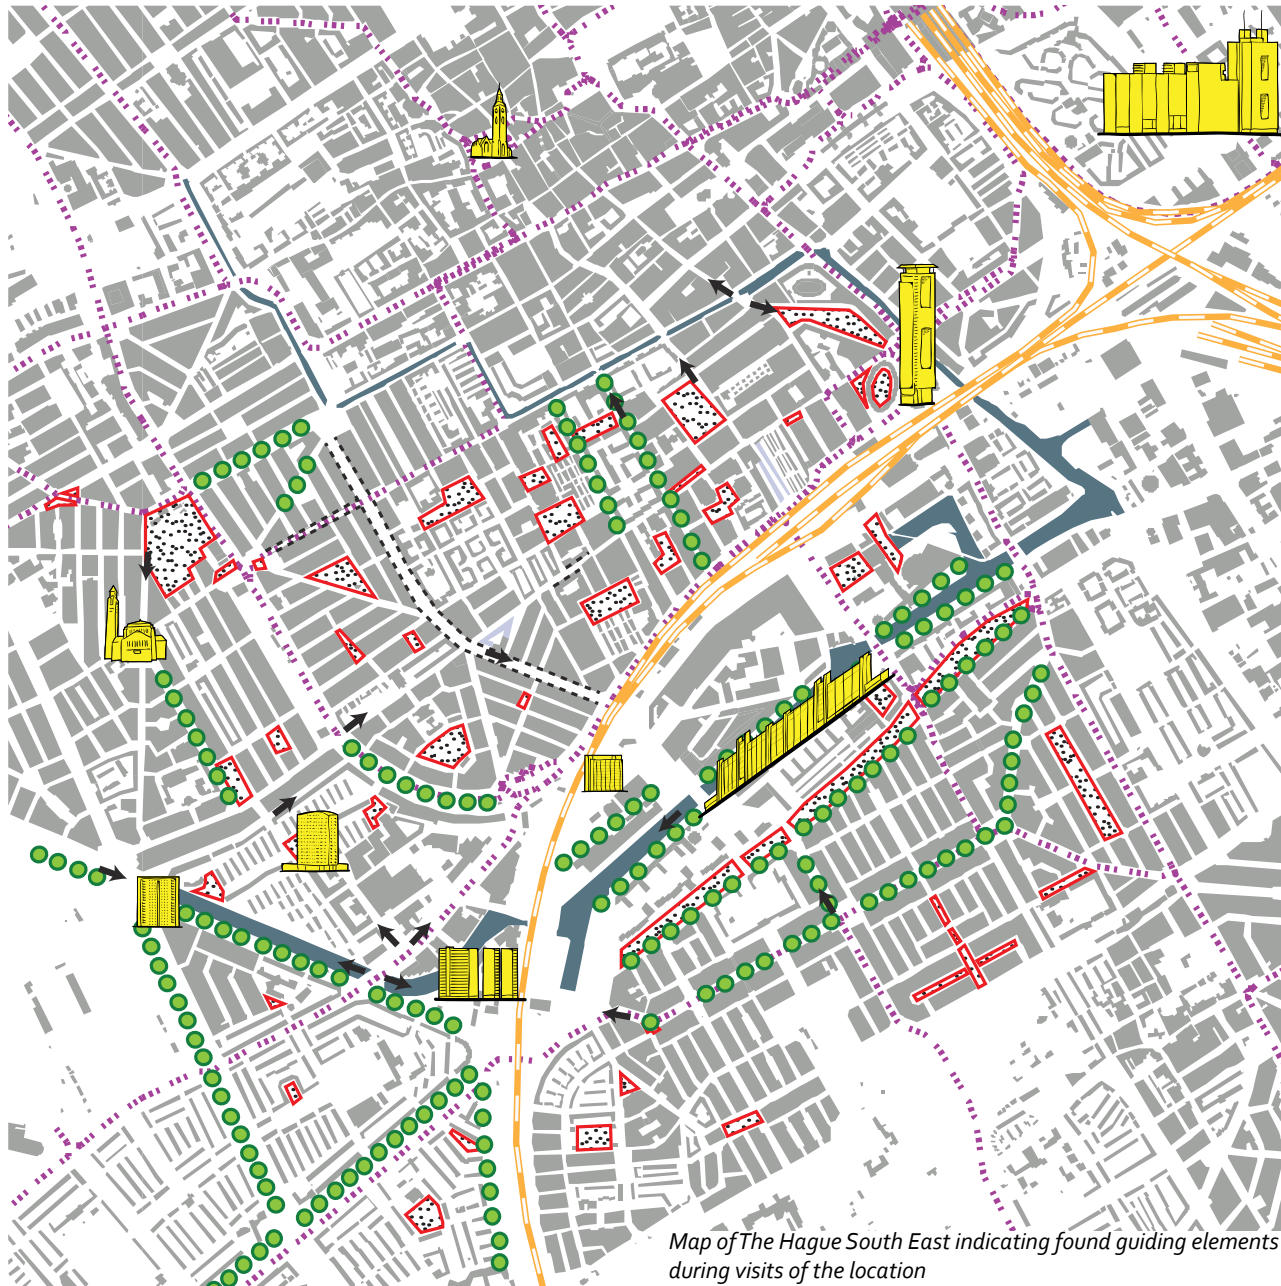 Map of The Hague South East indicating found guiding elements
during visits of the location